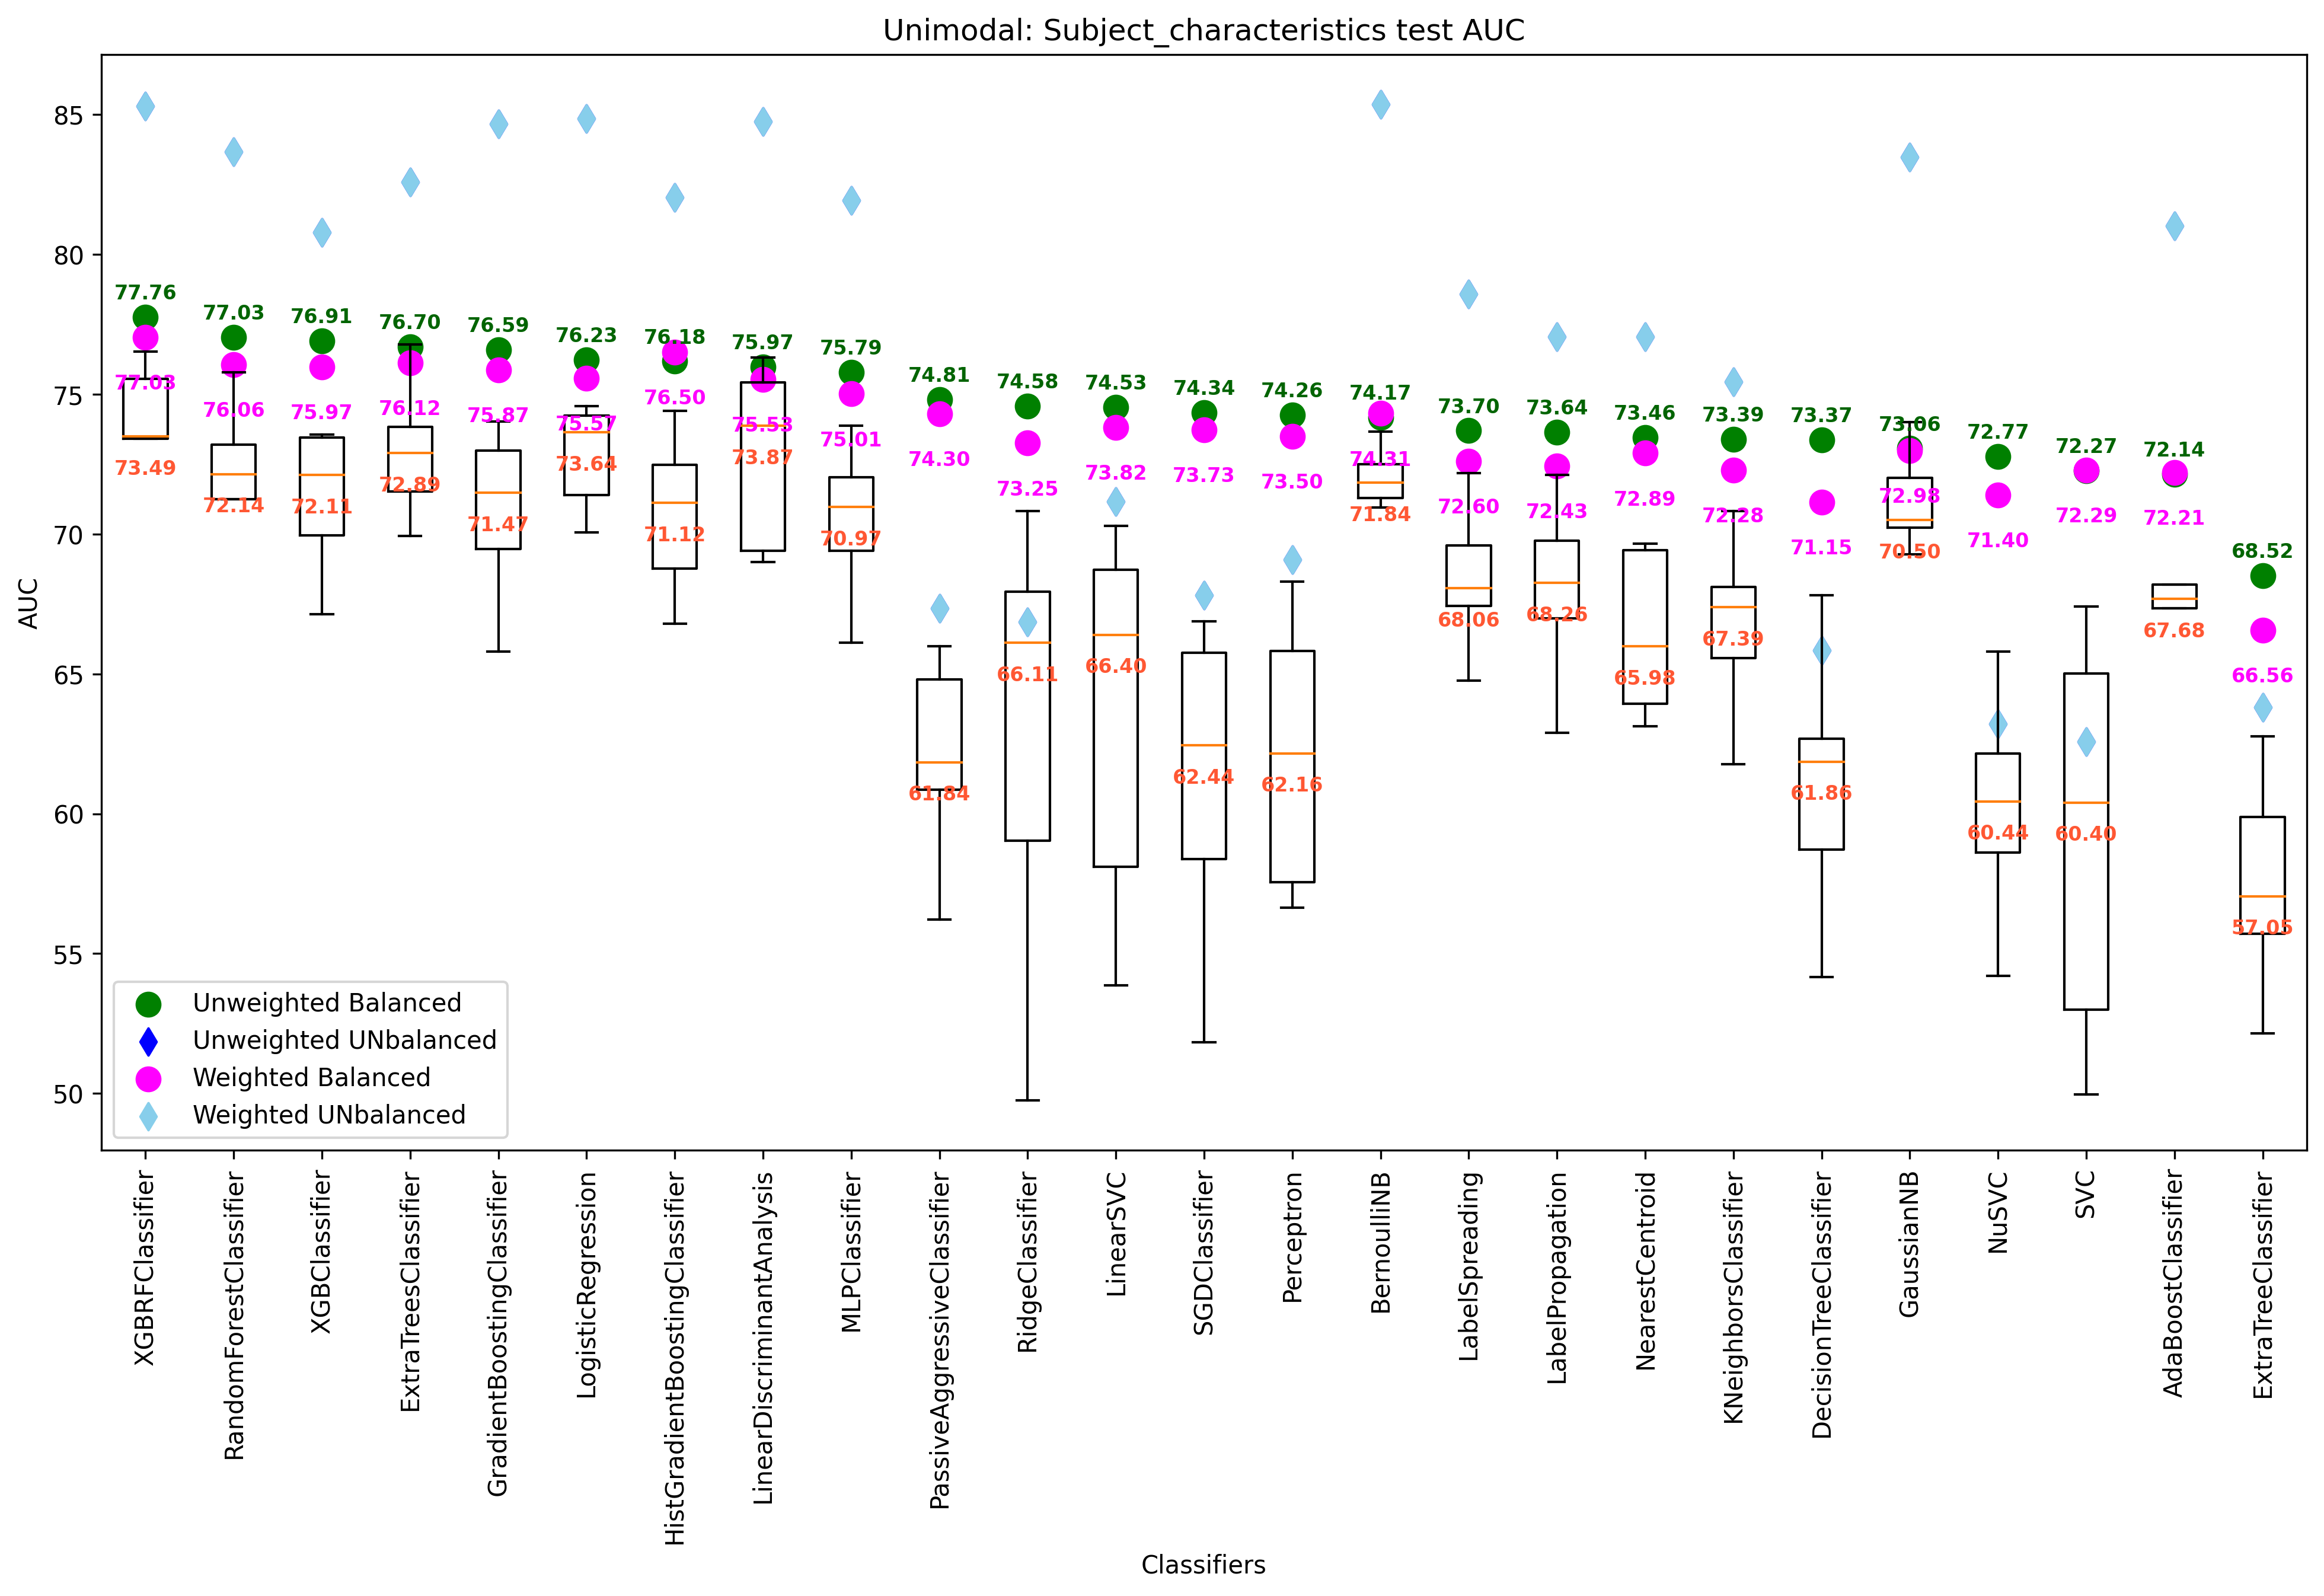 Unimodal: Subject_characteristics test AUC
AUC
85
80
75
70
65
60
55
50
77.76
77.03
76.91
76.70
76.59
76.23
76.18
75.97
75.79
74.81
74.58
74.53
74.34
74.26
74.17
73.70
73.64
73.46
73.39
73.37
73.06
72.77
72.27
72.14
68.52
77.03
76.06
75.97
76.12
75.87
75.57
76.50
75.53
75.01
74.30
73.25
73.82
73.73
73.50
74.31
72.60
72.43
72.89
72.28
71.15
72.98
71.40
72.29
72.21
66.56
73.49
72.14
72.11
72.89
71.47
73.64
71.12
73.87
70.97
61.84
66.11
66.40
62.44
62.16
71.84
68.06
68.26
65.98
67.39
61.86
70.50
60.44
60.40
67.68
57.05
Unweighted Balanced
Unweighted UNbalanced
Weighted Balanced
Weighted UNbalanced
XGBRFClassifier
RandomForestClassifier
XGBClassifier
ExtraTreesClassifier
GradientBoostingClassifier
LogisticRegression
HistGradientBoostingClassifier
LinearDiscriminantAnalysis
MLPClassifier
PassiveAggressiveClassifier
RidgeClassifier
LinearSVC
SGDClassifier
Perceptron
BernoulliNB
LabelSpreading
LabelPropagation
NearestCentroid
KNeighborsClassifier
DecisionTreeClassifier
GaussianNB
NuSVC
SVC
AdaBoostClassifier
ExtraTreeClassifier
Classifiers